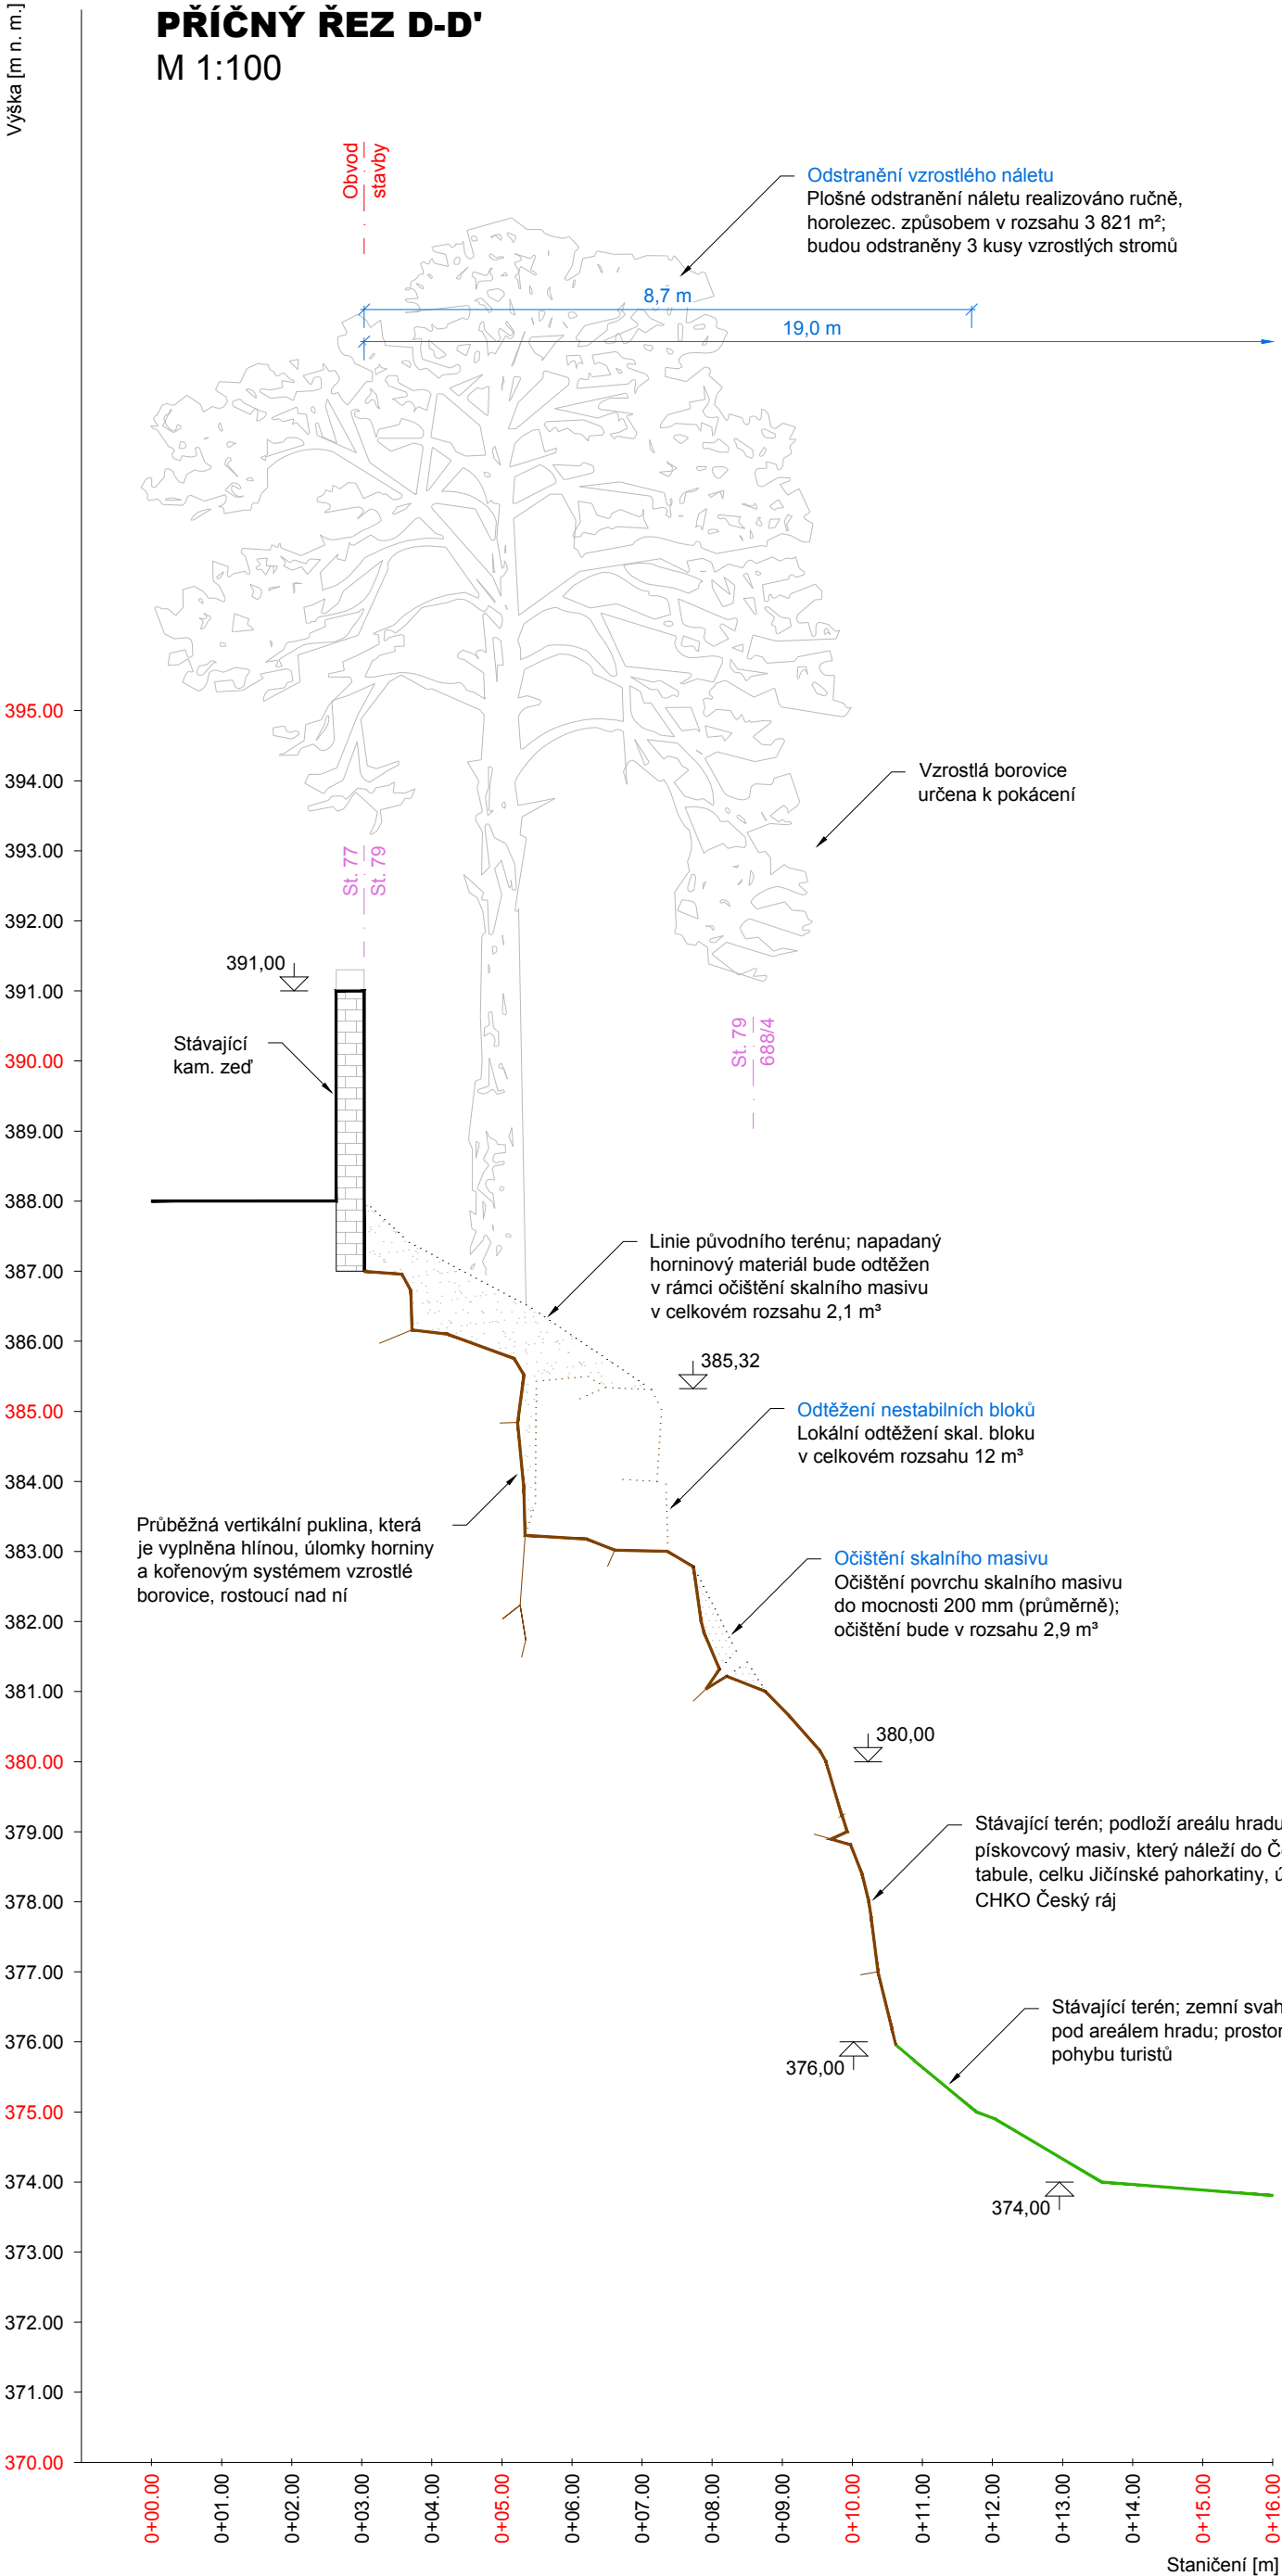 Výška [m n. m.]
PŘÍČNÝ ŘEZ D-D'
M 1:100
Obvod
stavby
Odstranění vzrostlého náletu
Plošné odstranění náletu realizováno ručně,
horolezec. způsobem v rozsahu 3 821 m²;
budou odstraněny 3 kusy vzrostlých stromů
8,7 m
19,0 m
395.00
394.00
Vzrostlá borovice
určena k pokácení
393.00
St. 77
St. 79
392.00
391,00
391.00
Stávající
kam. zeď
St. 79
688/4
390.00
389.00
388.00
Linie původního terénu; napadaný
horninový materiál bude odtěžen
v rámci očištění skalního masivu
v celkovém rozsahu 2,1 m³
387.00
386.00
385,32
385.00
Odtěžení nestabilních bloků
Lokální odtěžení skal. bloku
v celkovém rozsahu 12 m³
384.00
Průběžná vertikální puklina, která
je vyplněna hlínou, úlomky horniny
a kořenovým systémem vzrostlé
borovice, rostoucí nad ní
383.00
Očištění skalního masivu
Očištění povrchu skalního masivu
do mocnosti 200 mm (průměrně);
očištění bude v rozsahu 2,9 m³
382.00
381.00
380,00
380.00
379.00
Stávající terén; podloží areálu hradu
pískovcový masiv, který náleží do Č
tabule, celku Jičínské pahorkatiny, ú
CHKO Český ráj
378.00
377.00
Stávající terén; zemní svah
pod areálem hradu; prostor
pohybu turistů
376.00
376,00
375.00
374.00
374,00
373.00
372.00
371.00
370.00
0+00.00
0+01.00
0+02.00
0+03.00
0+04.00
0+05.00
0+06.00
0+07.00
0+08.00
0+09.00
0+10.00
0+11.00
0+12.00
0+13.00
0+14.00
0+15.00
0+16.00
Staničení [m]